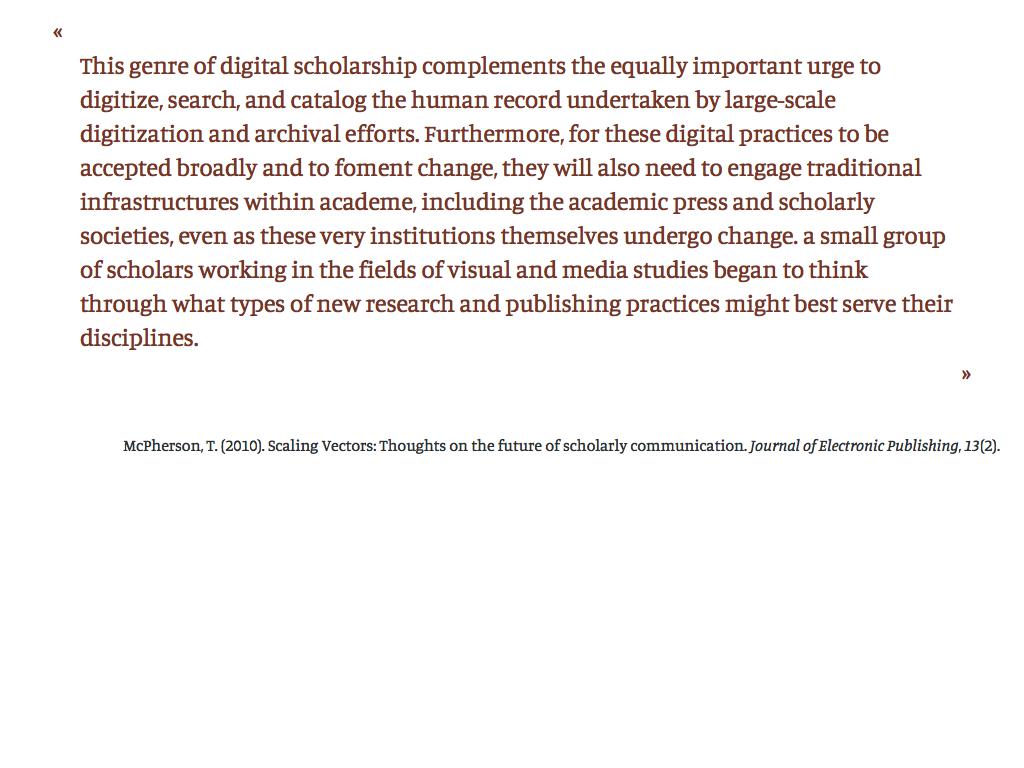 «
This genre of digital scholarship complements the equally important urge to
digitize, search, and catalog the human record undertaken by large-scale
digitization and archival efforts. Furthermore, for these digital practices to be
accepted broadly and to foment change, they will also need to engage traditional
infrastructures within academe, including the academic press and scholarly
societies, even as these very institutions themselves undergo change. a small group
of scholars working in the fields of visual and media studies began to think
through what types of new research and publishing practices might best serve their
disciplines.
»
McPherson, T. (2010). Scaling Vectors: Thoughts on the future of scholarly communication. Journal of Electronic Publishing, 13(2).